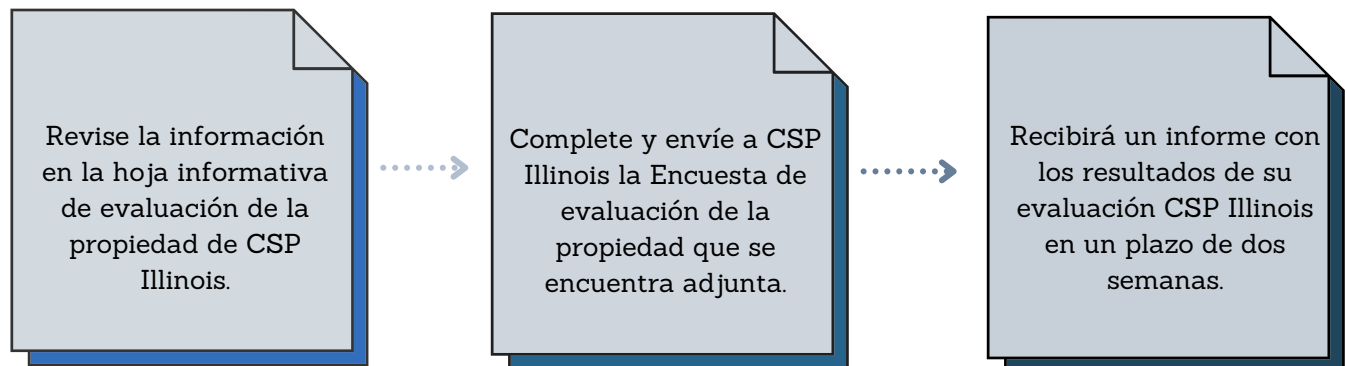 Revise la información
en la hoja informativa
de evaluación de la
propiedad de CSP
Illinois.
Complete y envíe a CSP
Illinois la Encuesta de
evaluación de la
propiedad que se
encuentra adjunta.
Recibirá un informe con
los resultados de su
evaluación CSP Illinois
en un plazo de dos
semanas.